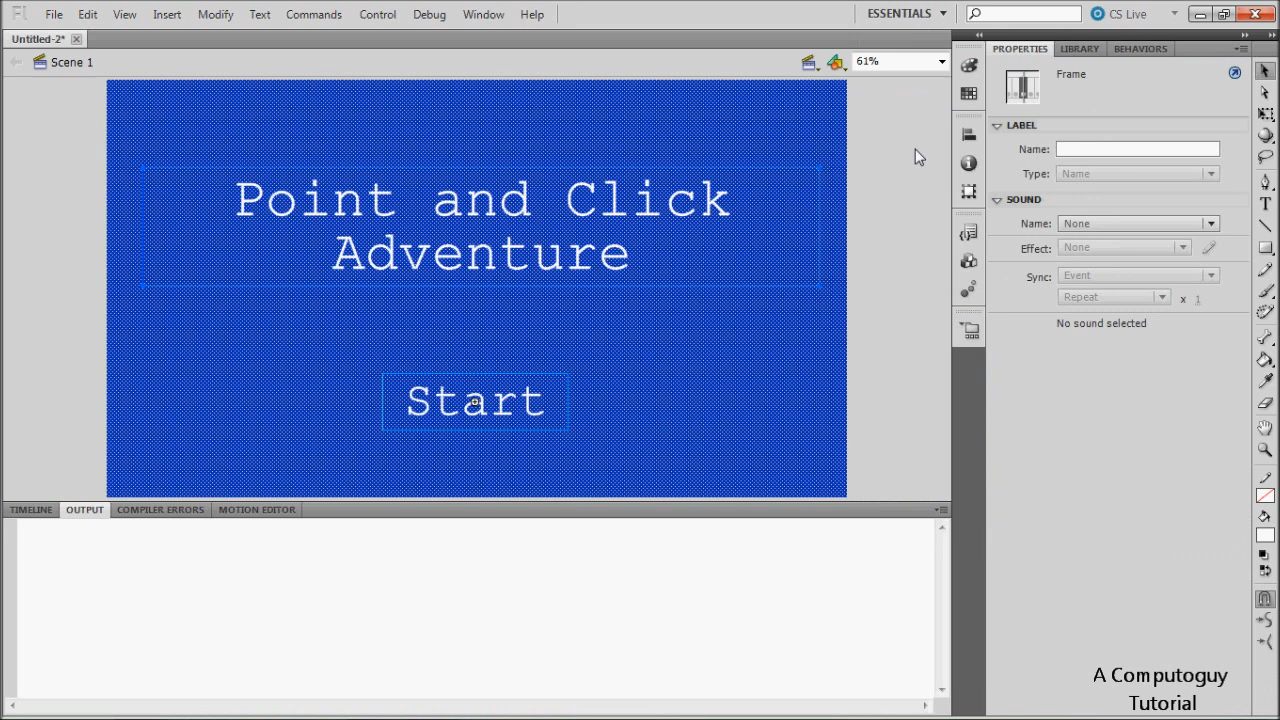 Fl File Edit View Insert Modify Text Commands Control Debug Window Help ESSENTIALS CS Live
Untitled-2*
Scene 1 61%
PROPERTIES LIBRARY BEHAVIORS
Frame
LABEL
Name:
Type: Name
SOUND
Name: None
Effect: None
Sync: Event
Repeat x 1
No sound selected
Point and Click
Adventure
Start
TIMELINE OUTPUT COMPILER ERRORS MOTION EDITOR
A Computoguy
Tutorial